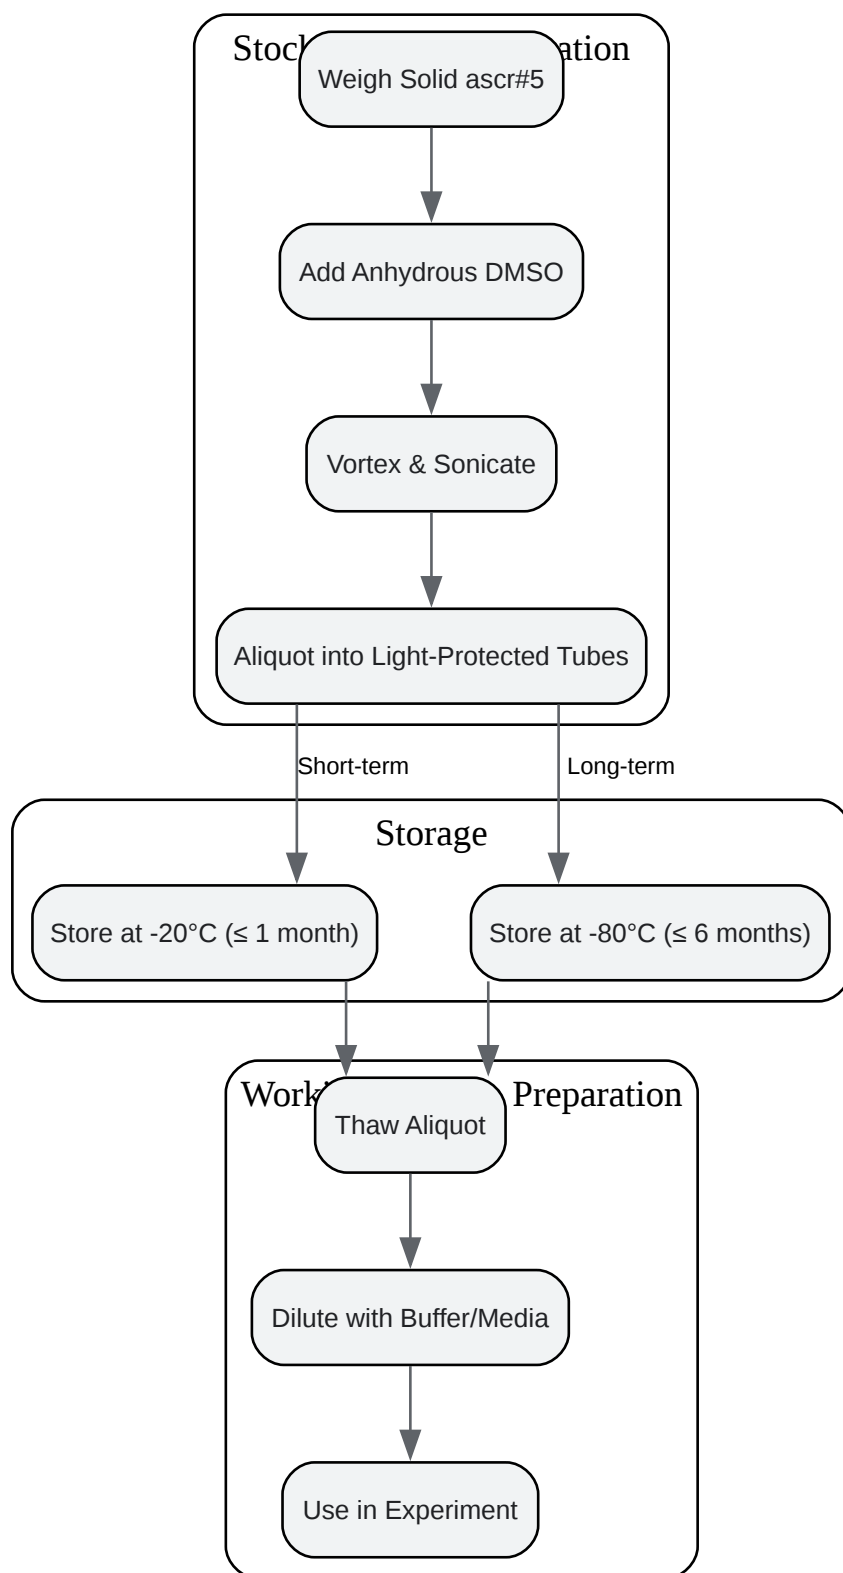 Stock ation
Weigh Solid ascr#5
Add Anhydrous DMSO
Vortex & Sonicate
Aliquot into Light-Protected Tubes
Short-term
Long-term
Storage
Store at -20°C (≤ 1 month)
Store at -80°C (≤ 6 months)
Preparation
Thaw Aliquot
Dilute with Buffer/Media
Use in Experiment